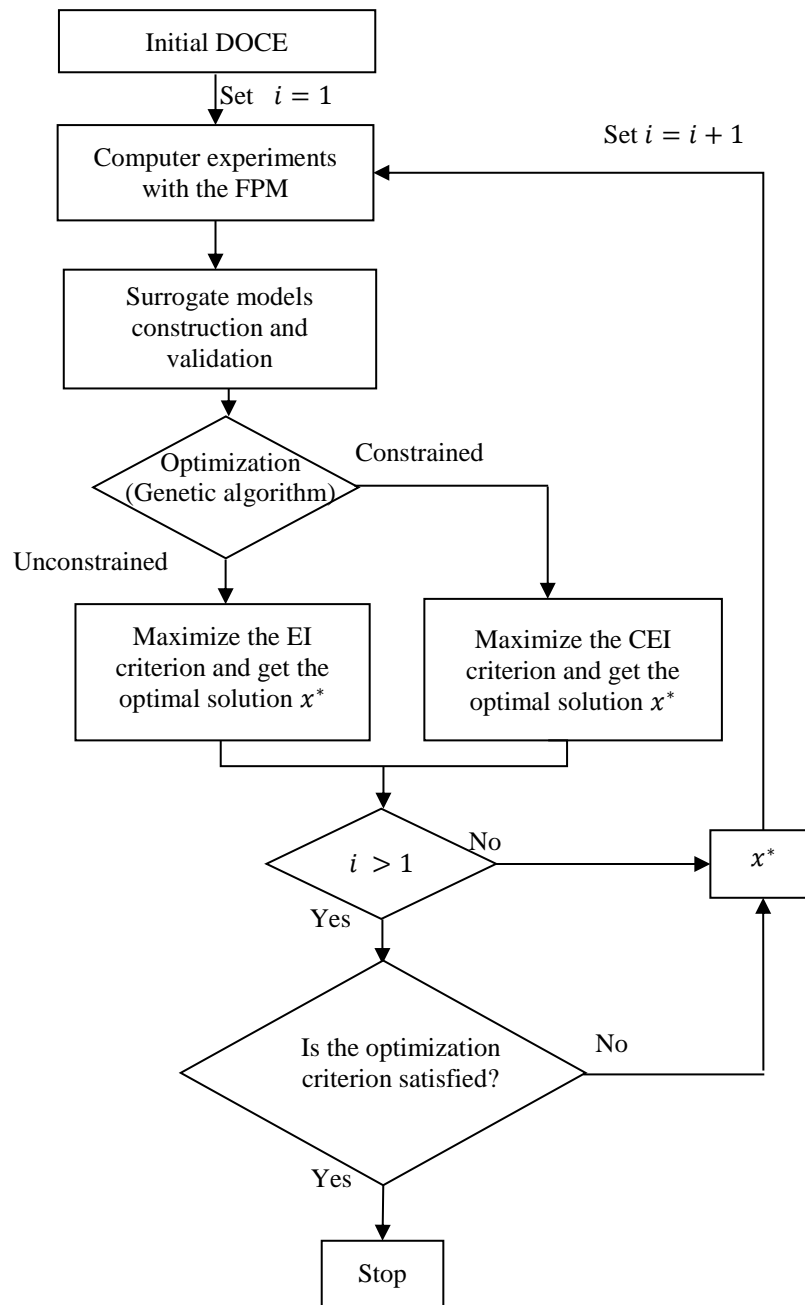 Initial DOCE
Set i = 1
Set i = i + 1
Computer experiments
with the FPM
Surrogate models
construction and
validation
Optimization
(Genetic algorithm)
Constrained
Unconstrained
Maximize the EI
criterion and get the
optimal solution x*
Maximize the CEI
criterion and get the
optimal solution x*
i > 1
No
x*
Yes
Is the optimization
criterion satisfied?
No
Yes
Stop